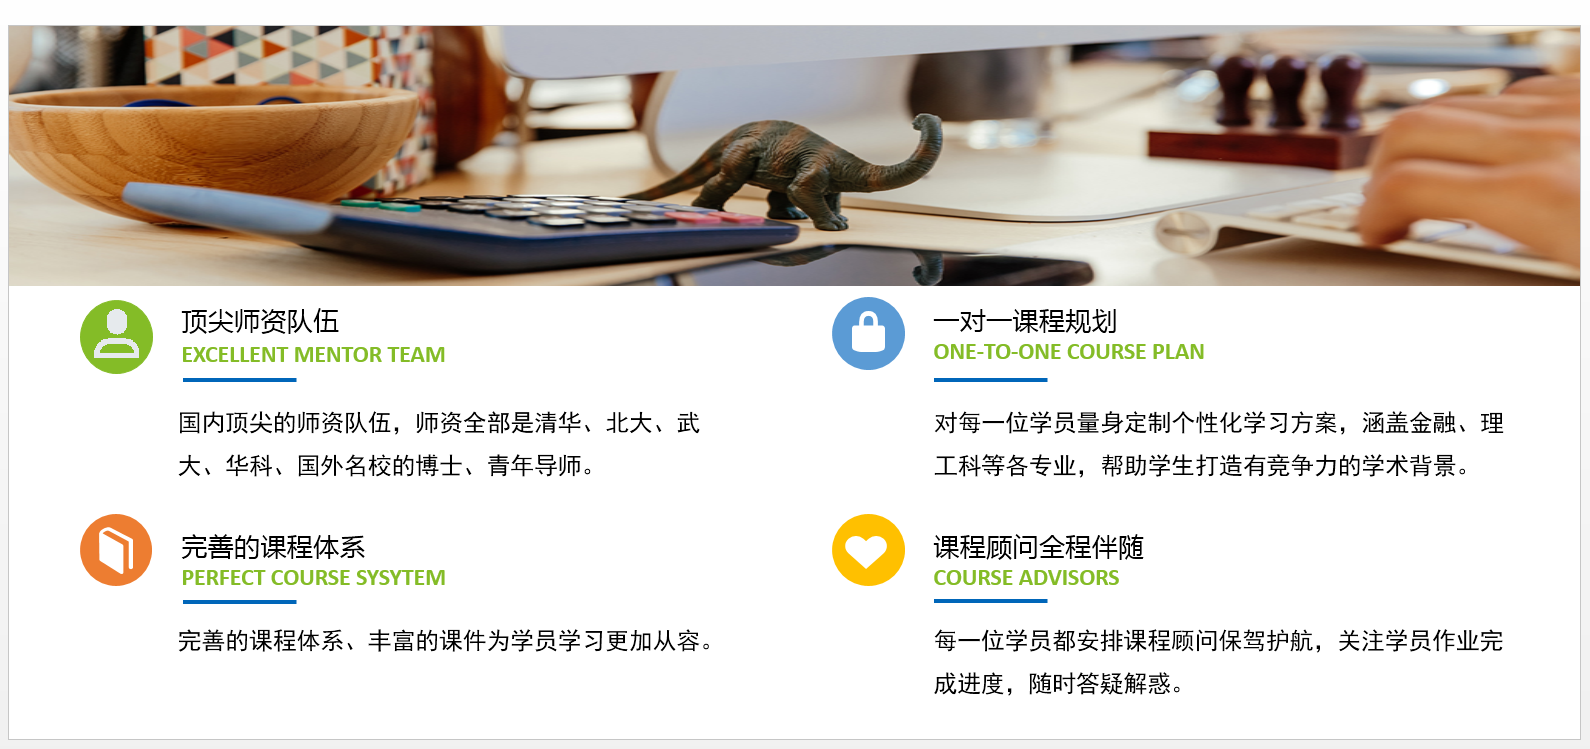 顶尖师资队伍
EXCELLENT MENTOR TEAM
国内顶尖的师资队伍，师资全部是清华、北大、武
大、华科、国外名校的博士、青年导师。
一对一课程规划
ONE-TO-ONE COURSE PLAN
对每一位学员量身定制个性化学习方案，涵盖金融、理
工科等各专业，帮助学生打造有竞争力的学术背景。
完善的课程体系
PERFECT COURSE SYSYTEM
完善的课程体系、丰富的课件为学员学习更加从容。
课程顾问全程伴随
COURSE ADVISORS
每一位学员都安排课程顾问保驾护航，关注学员作业完
成进度，随时答疑解惑。